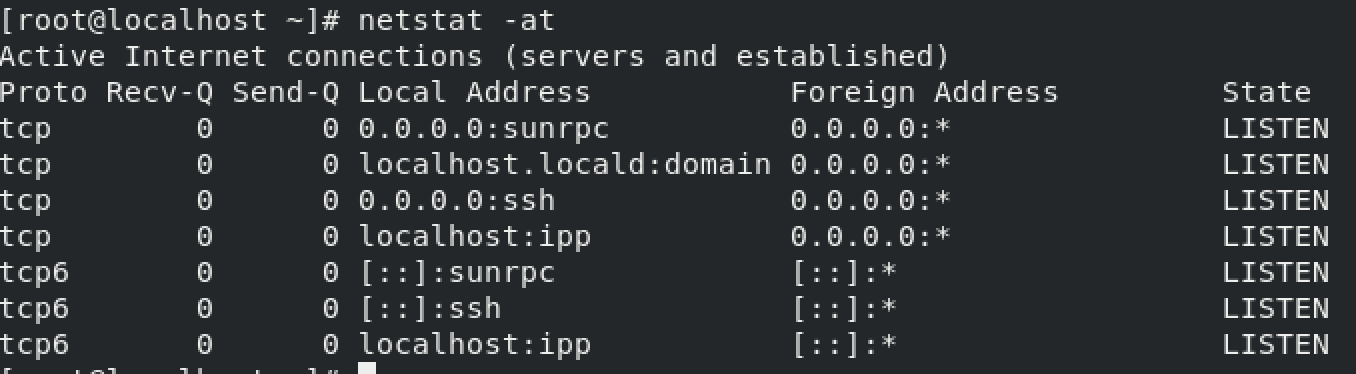 [root@localhost ~]# netstat -at
Active Internet connections (servers and established)
Proto Recv-Q Send-Q Local Address           Foreign Address         State
tcp        0      0 0.0.0.0:sunrpc          0.0.0.0:*               LISTEN
tcp        0      0 localhost.locald:domain 0.0.0.0:*               LISTEN
tcp        0      0 0.0.0.0:ssh             0.0.0.0:*               LISTEN
tcp        0      0 localhost:ipp           0.0.0.0:*               LISTEN
tcp6       0      0 [::]:sunrpc             [::]:*                  LISTEN
tcp6       0      0 [::]:ssh                [::]:*                  LISTEN
tcp6       0      0 localhost:ipp           [::]:*                  LISTEN